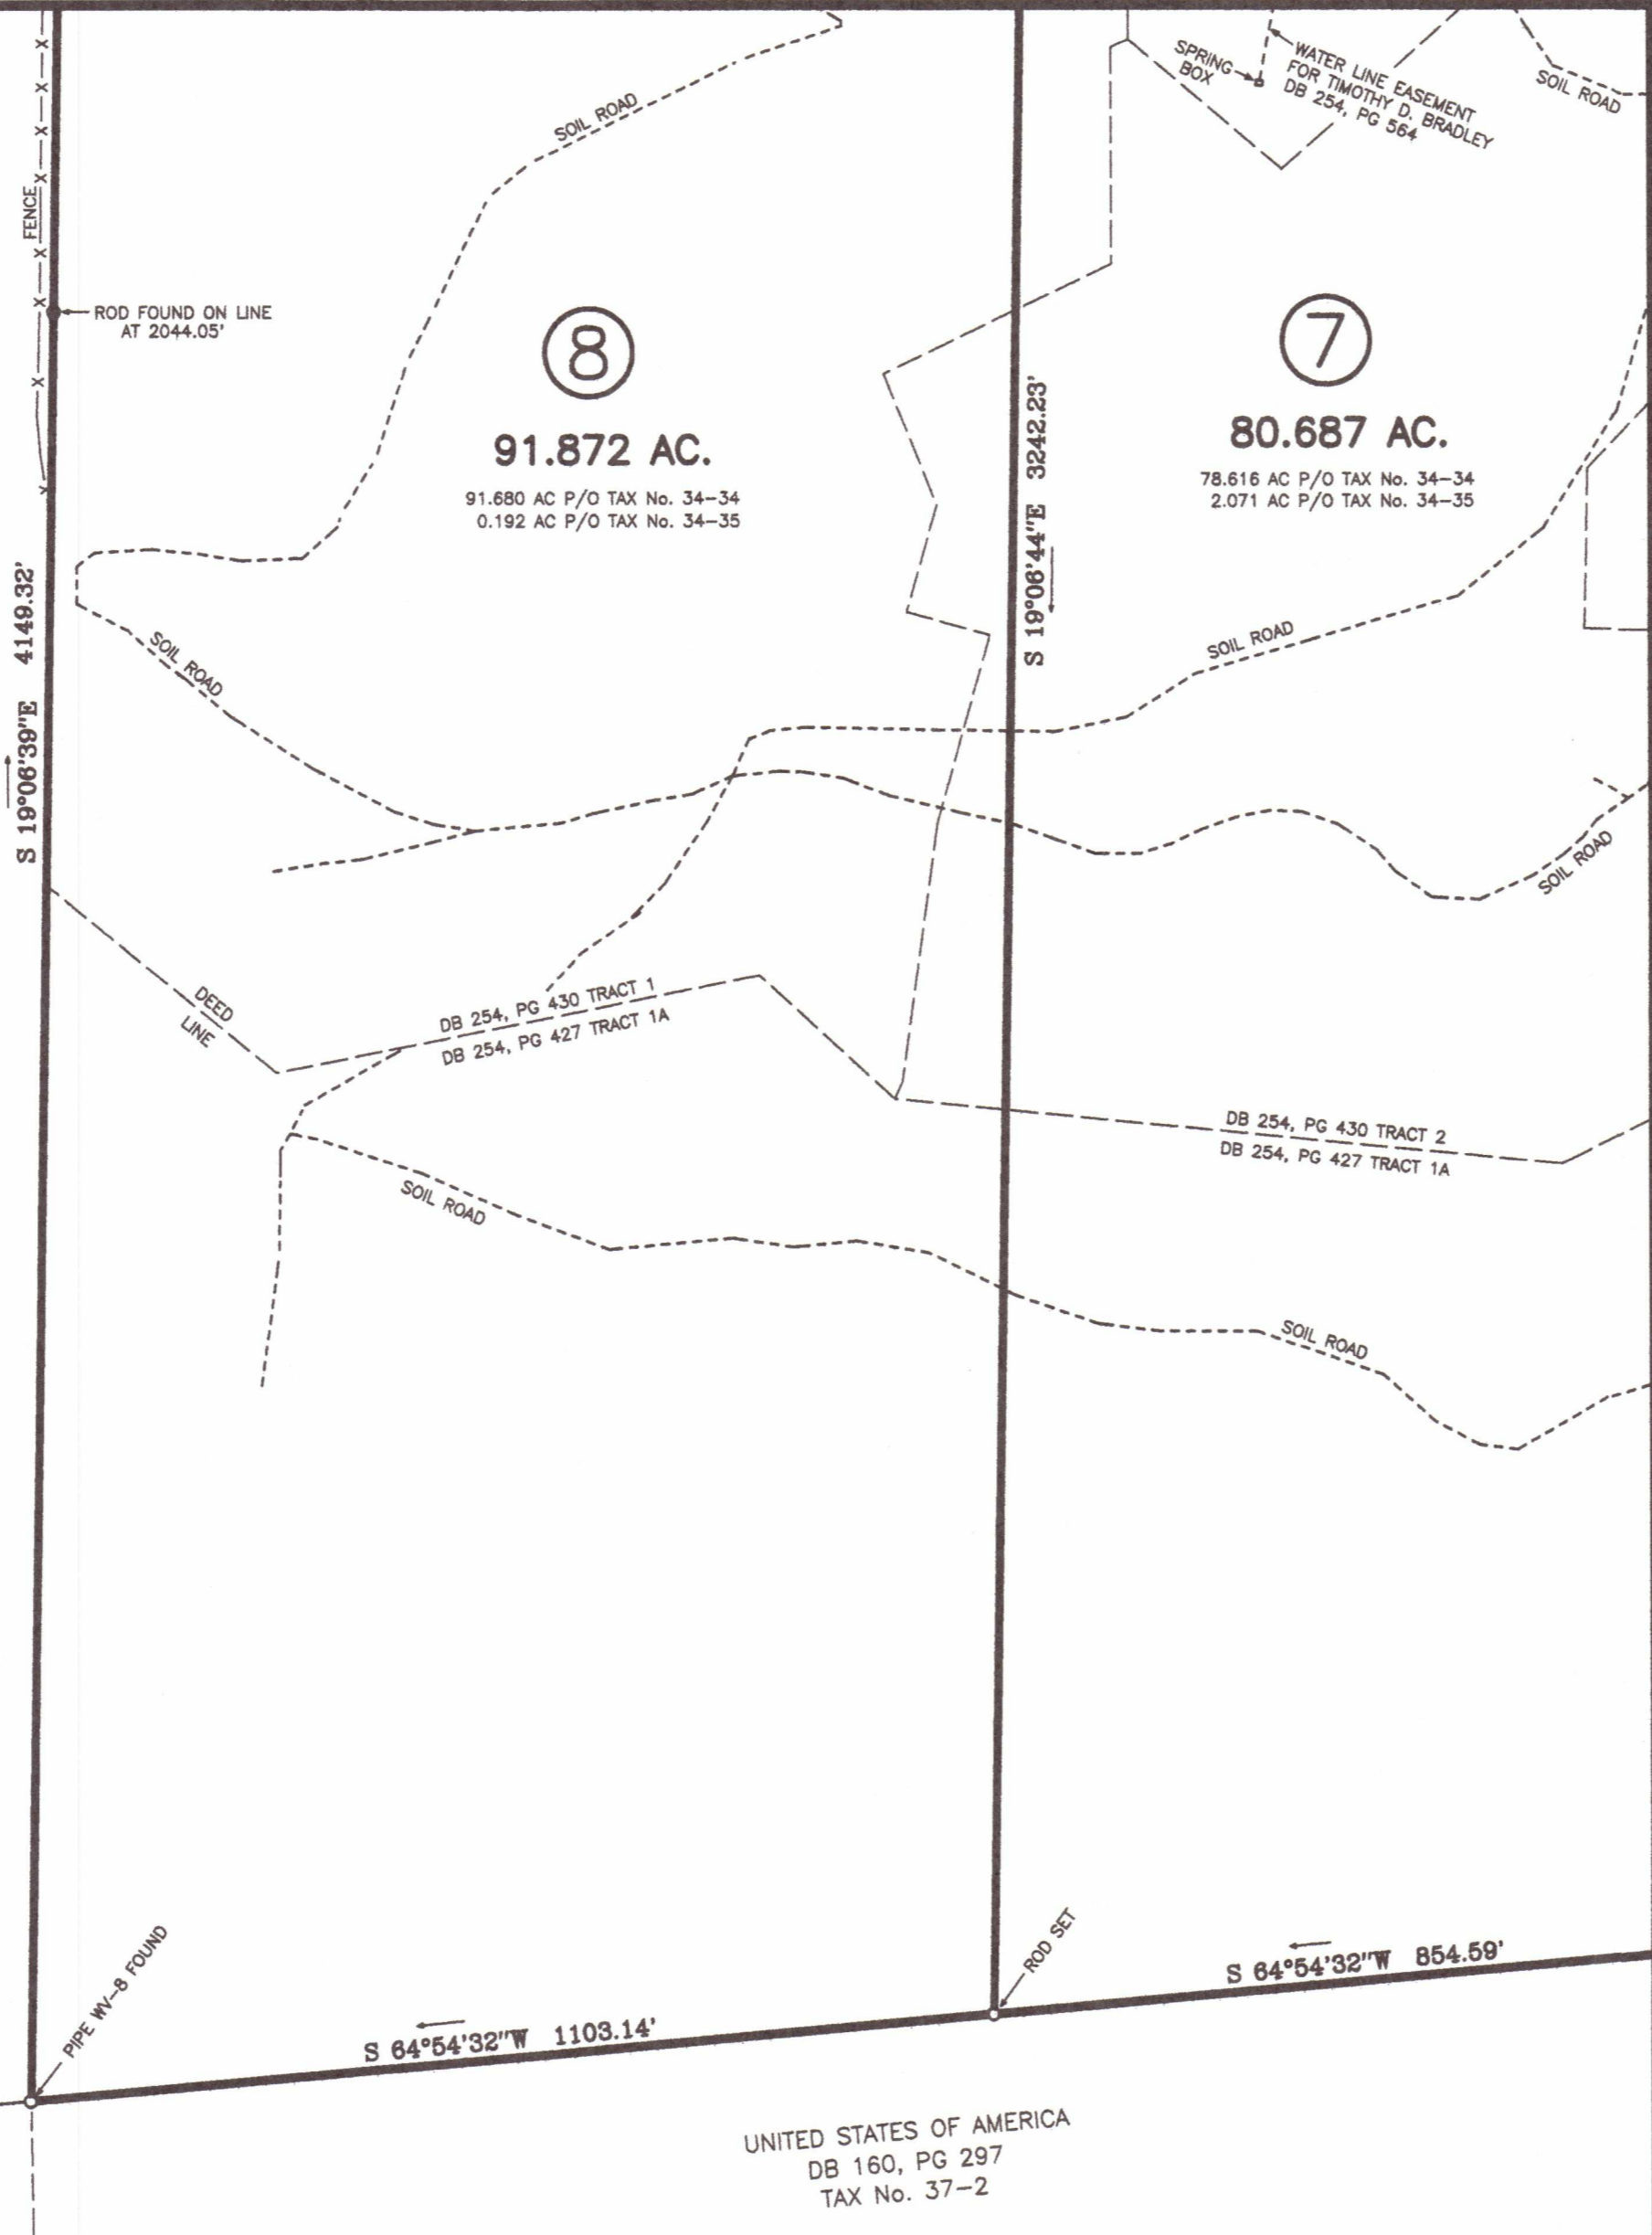 SPRING
BOX
WATER LINE EASEMENT
FOR TIMOTHY D. BRADLEY
DB 254, PG 564
SOIL ROAD
SOIL ROAD
FENCE
ROD FOUND ON LINE
AT 2044.05'
8
91.872 AC.
91.680 AC P/O TAX No. 34-34
0.192 AC P/O TAX No. 34-35
7
80.687 AC.
78.616 AC P/O TAX No. 34-34
2.071 AC P/O TAX No. 34-35
S 19°06'44"E 3242.23'
S 19°06'39"E 4149.32'
SOIL ROAD
SOIL ROAD
SOIL ROAD
DEED
LINE
DB 254, PG 430 TRACT 1
DB 254, PG 427 TRACT 1A
DB 254, PG 430 TRACT 2
DB 254, PG 427 TRACT 1A
SOIL ROAD
SOIL ROAD
PIPE WV-8 FOUND
ROD SET
S 64°54'32"W 854.59'
S 64°54'32"W 1103.14'
UNITED STATES OF AMERICA
DB 160, PG 297
TAX No. 37-2